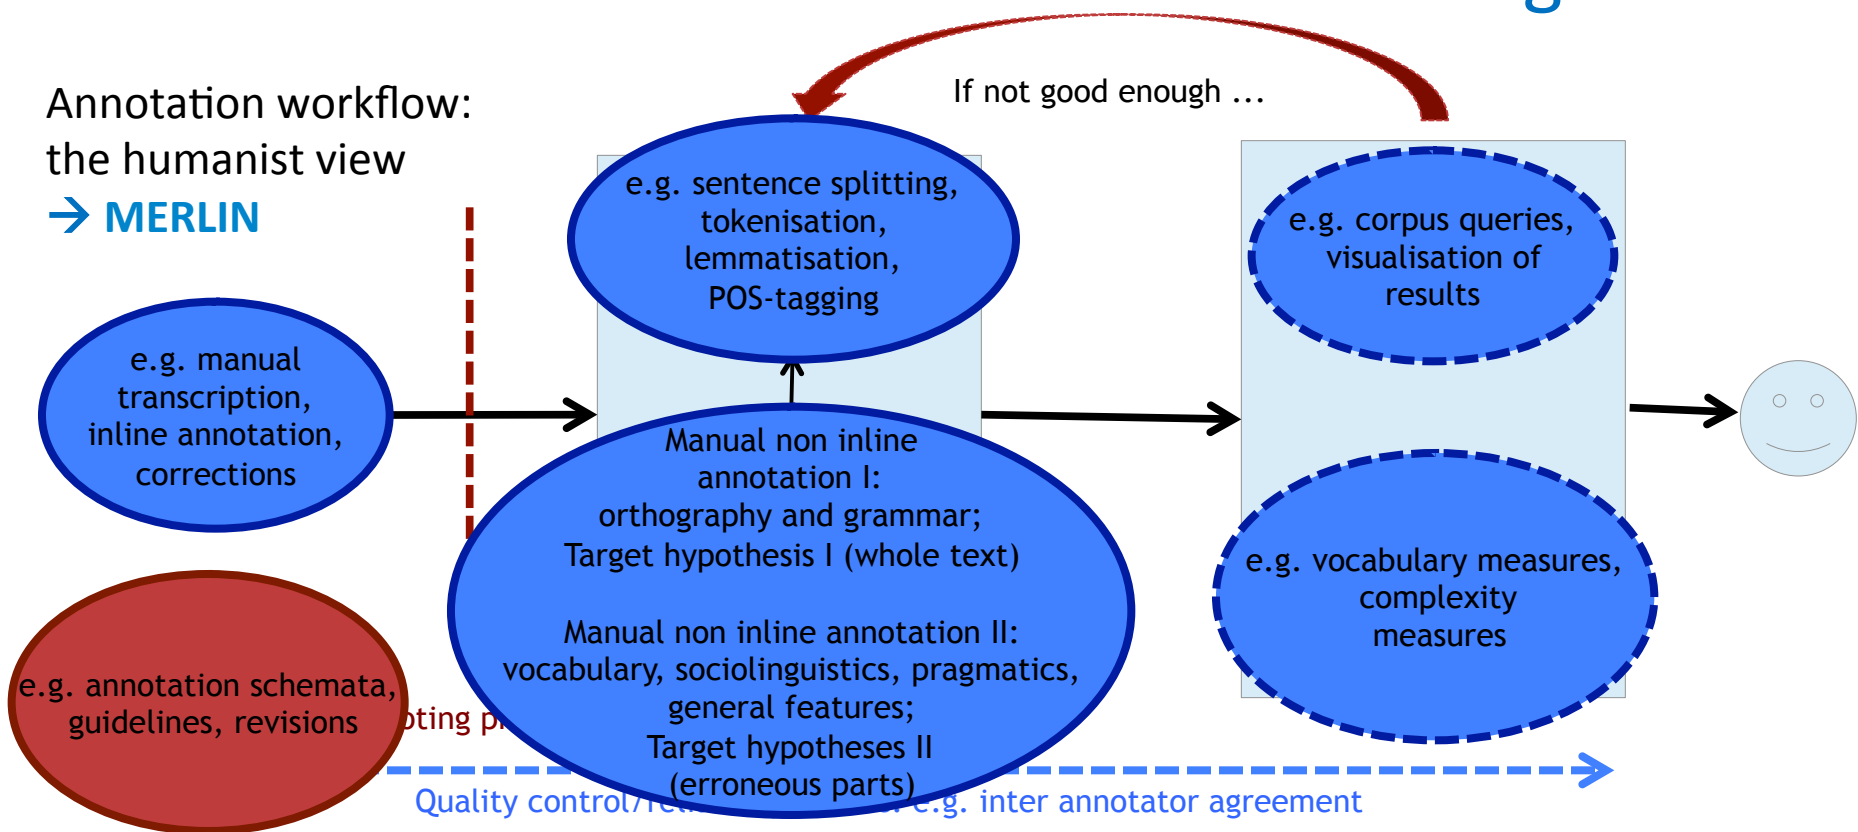 If not good enough ...
Annotation workflow:
the humanist view
→ MERLIN
e.g. sentence splitting,
tokenisation,
lemmatisation,
POS-tagging
e.g. corpus queries,
visualisation of
results
e.g. manual
transcription,
inline annotation,
corrections
Manual non inline
annotation I:
orthography and grammar;
Target hypothesis I (whole text)
Manual non inline annotation II:
vocabulary, sociolinguistics, pragmatics,
general features;
Target hypotheses II
(erroneous parts)
e.g. vocabulary measures,
complexity
measures
e.g. annotation schemata,
guidelines, revisions
Quality control/ e.g. inter annotator agreement